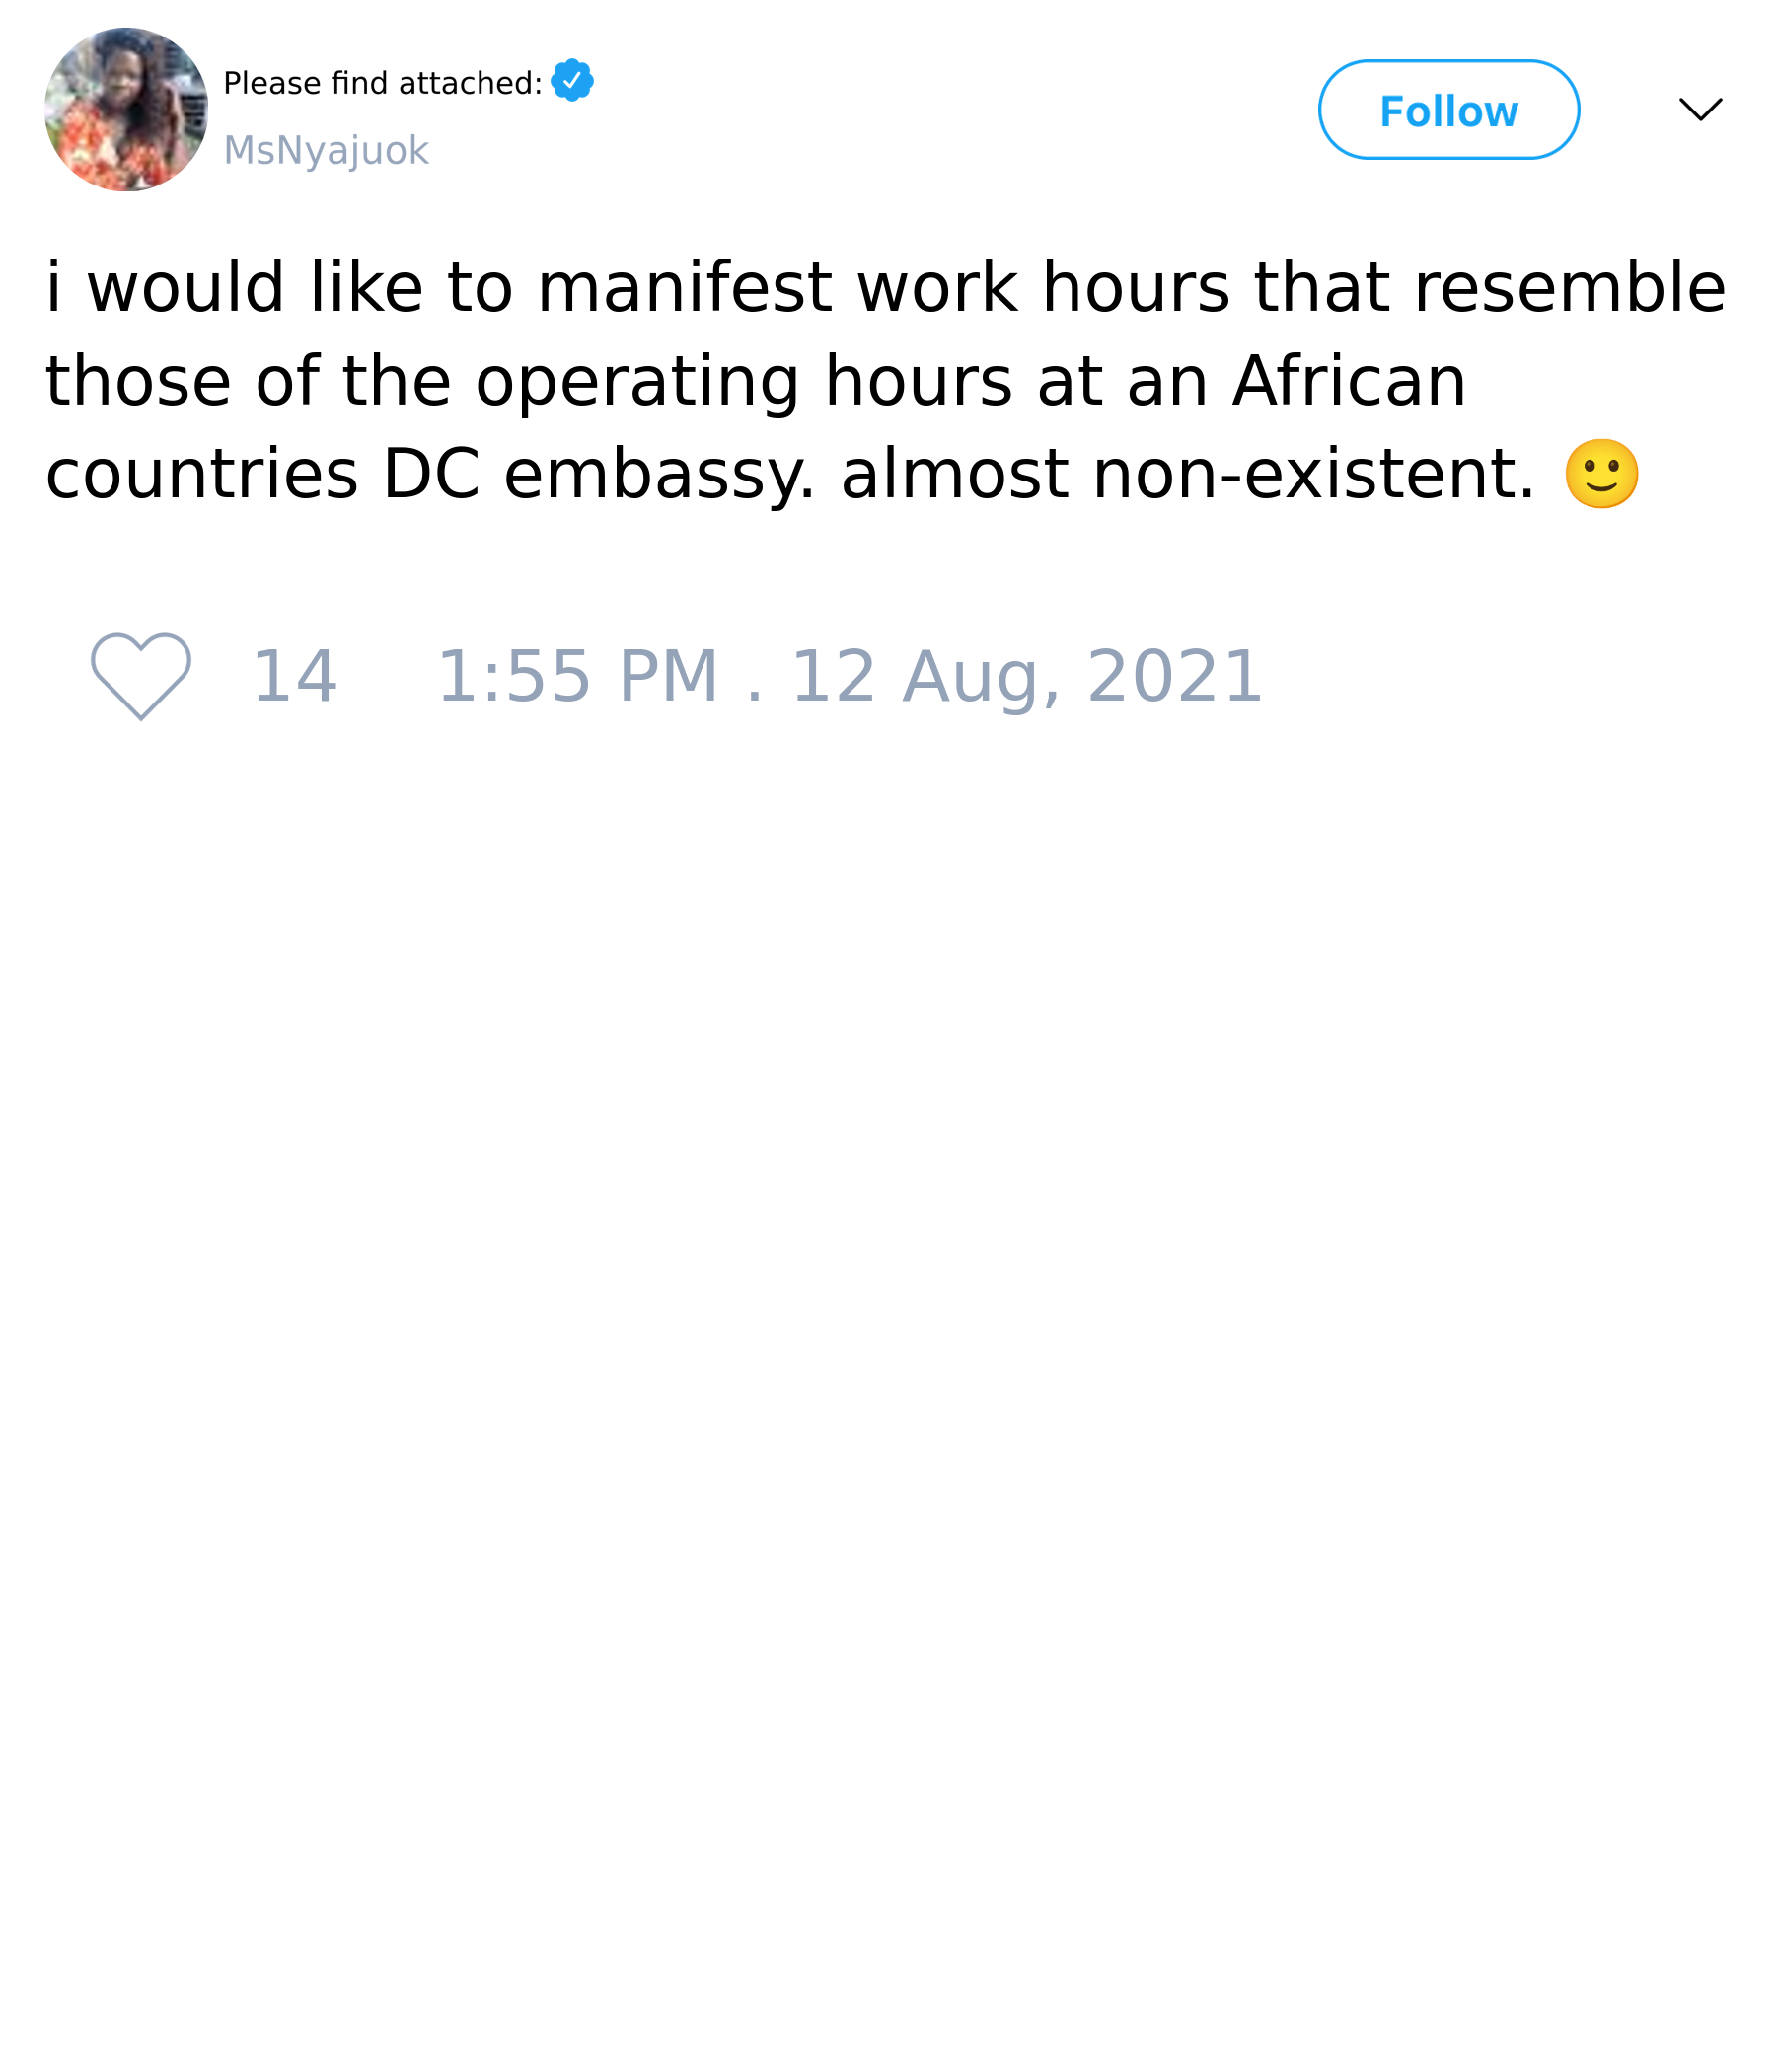 Please find attached:
MsNyajuok
Follow
i would like to manifest work hours that resemble
those of the operating hours at an African
countries DC embassy. almost non-existent. 🙂
14 1:55 PM . 12 Aug, 2021